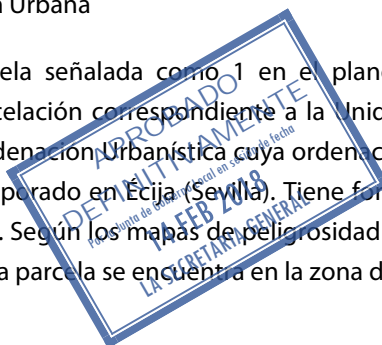 Urbana
ela señalada como 1 en el plano
telación correspondiente a la Unid
denación Urbanística cuya ordenac
porado en Écija (Sevilla). Tiene for
. Según los mapas de peligrosidad
a parcela se encuentra en la zona d
APROBADO
DEFINITIVAMENTE
Por Junta de Gobierno Local en sesión de fecha
14 FEB 2018
LA SECRETARIA GENERAL